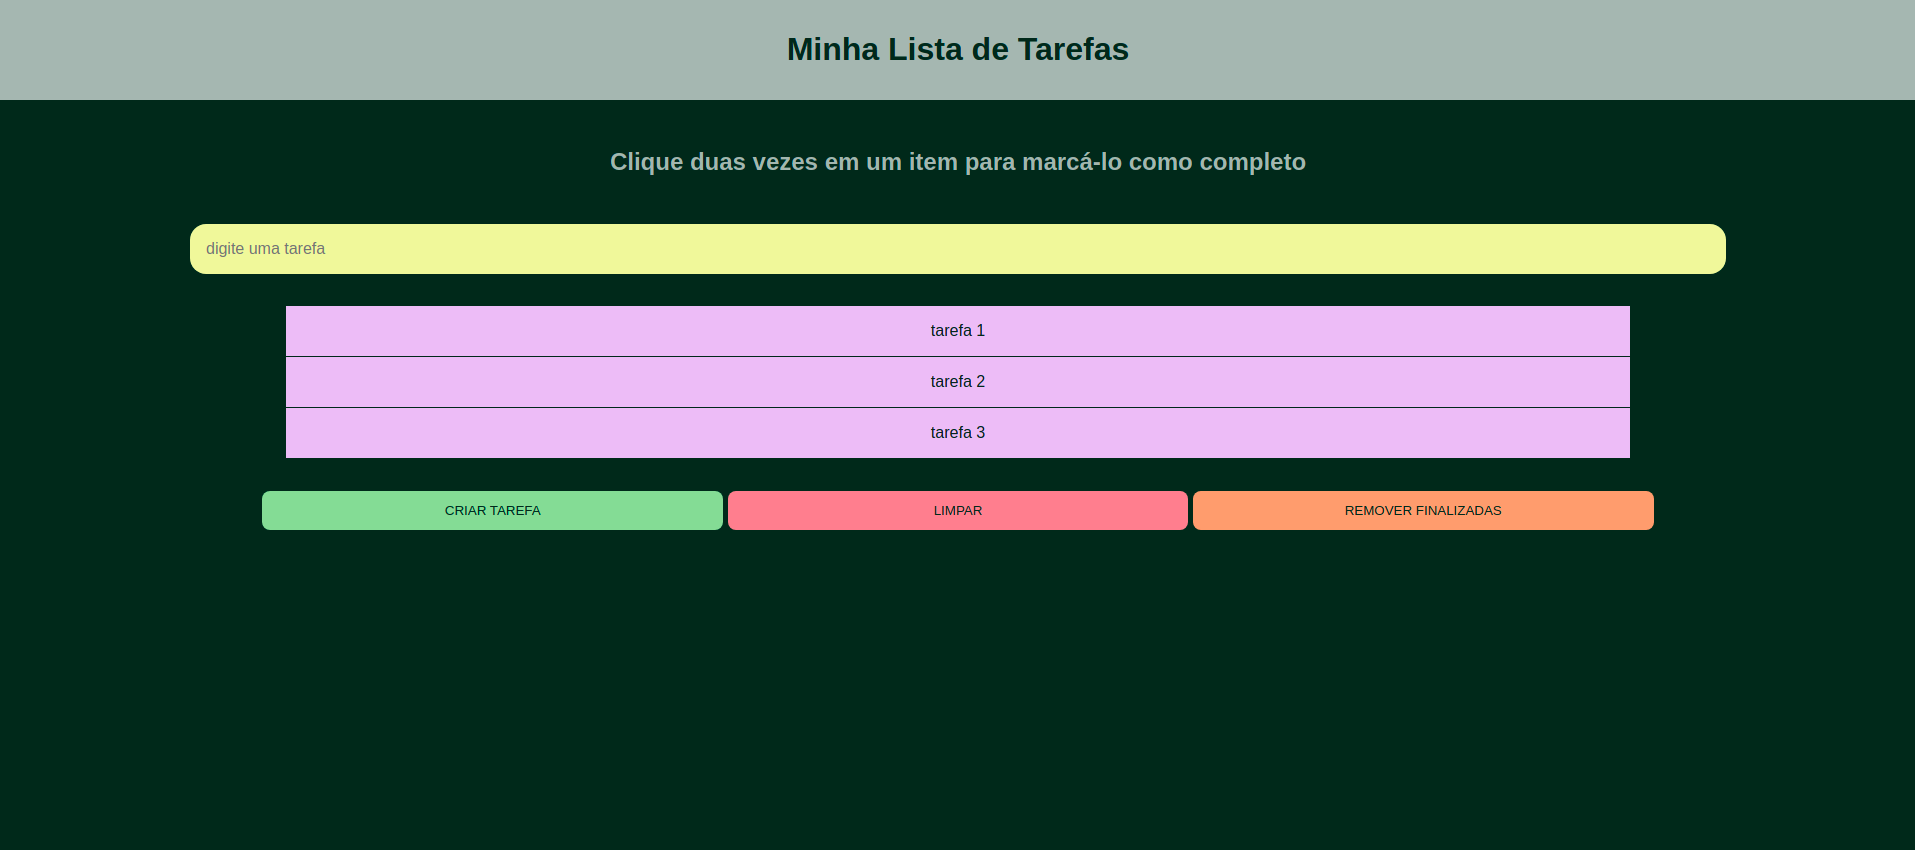 Minha Lista de Tarefas
Clique duas vezes em um item para marcá-lo como completo
digite uma tarefa
tarefa 1
tarefa 2
tarefa 3
CRIAR TAREFA
LIMPAR
REMOVER FINALIZADAS